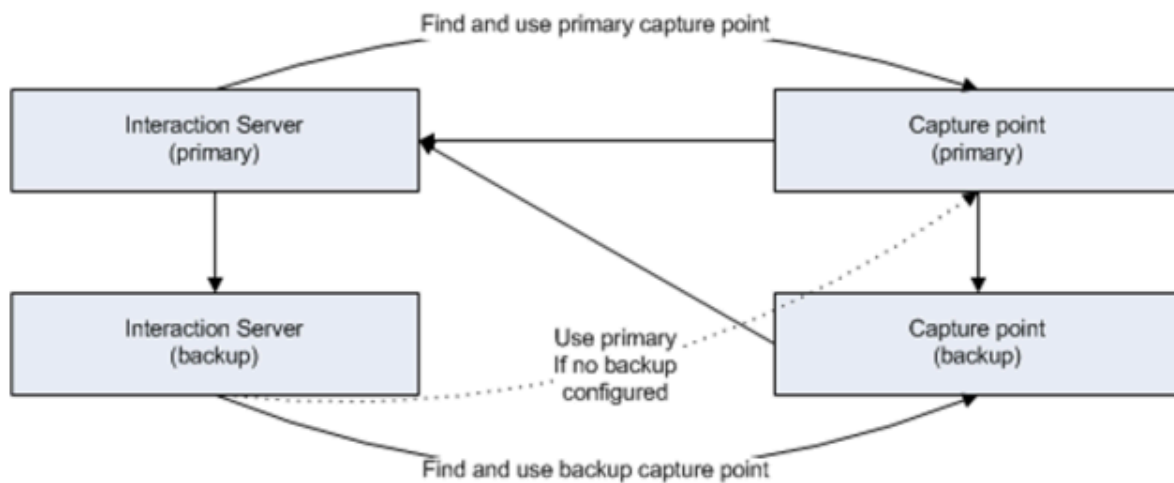 Find and use primary capture point
Interaction Server
(primary)
Capture point
(primary)
Interaction Server
(backup)
Use primary
If no backup
configured
Capture point
(backup)
Find and use backup capture point